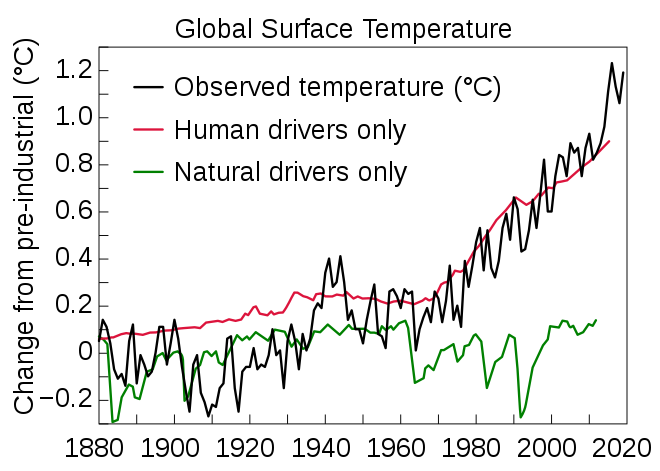 Global Surface Temperature
Change from pre-industrial (°C)
1.2
1.0
0.8
0.6
0.4
0.2
0
−0.2
Observed temperature (°C)
Human drivers only
Natural drivers only
1880 1900 1920 1940 1960 1980 2000 2020